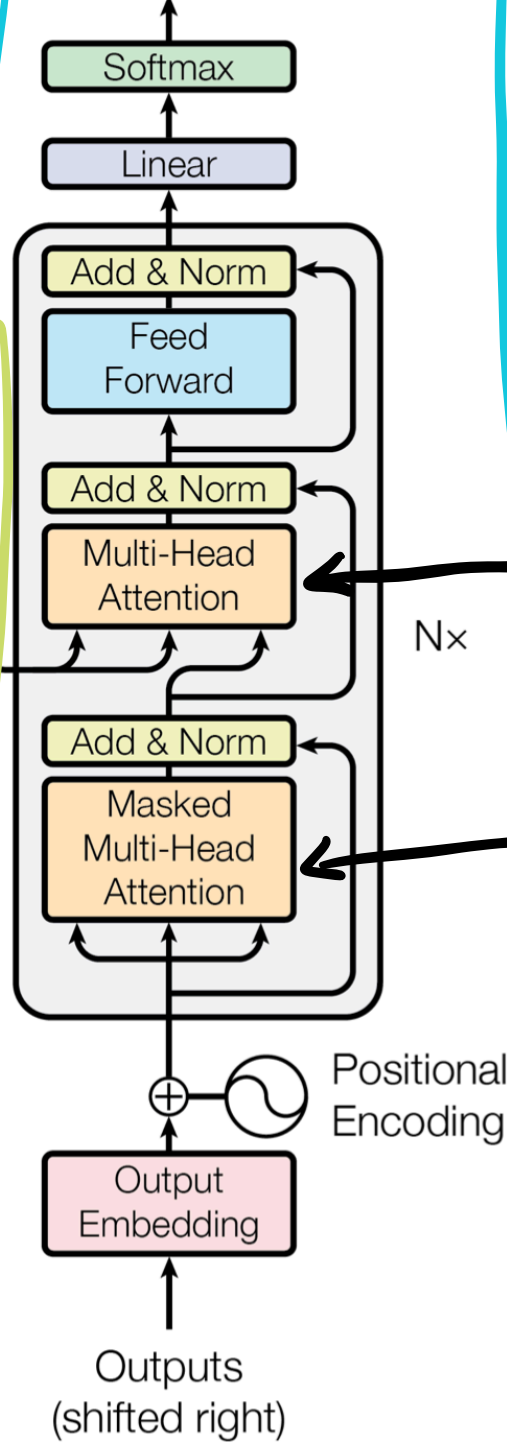 Softmax
Linear
Add & Norm
Feed
Forward
Add & Norm
Multi-Head
Attention
N×
Add & Norm
Masked
Multi-Head
Attention
Positional
Encoding
Output
Embedding
Outputs
(shifted right)